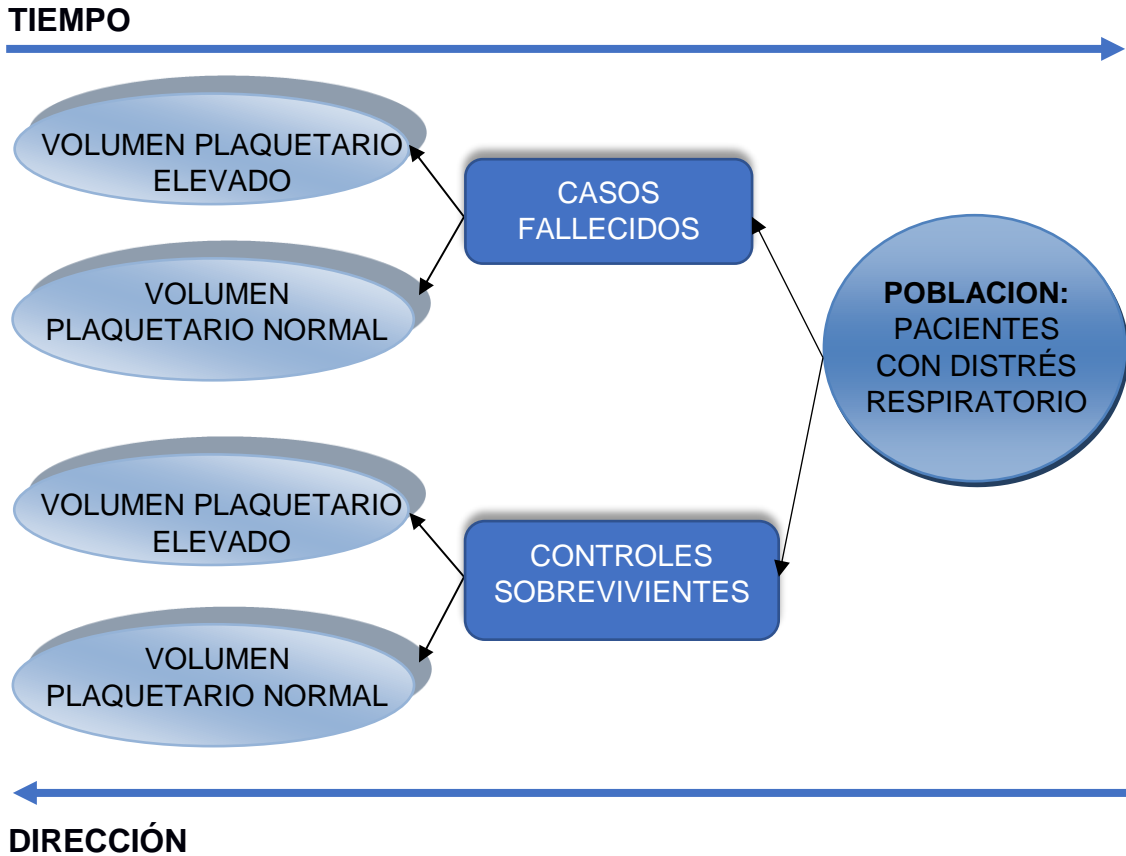 TIEMPO
VOLUMEN PLAQUETARIO
ELEVADO
VOLUMEN
PLAQUETARIO NORMAL
CASOS
FALLECIDOS
POBLACION:
PACIENTES
CON DISTRÉS
RESPIRATORIO
VOLUMEN PLAQUETARIO
ELEVADO
VOLUMEN
PLAQUETARIO NORMAL
CONTROLES
SOBREVIVIENTES
DIRECCIÓN